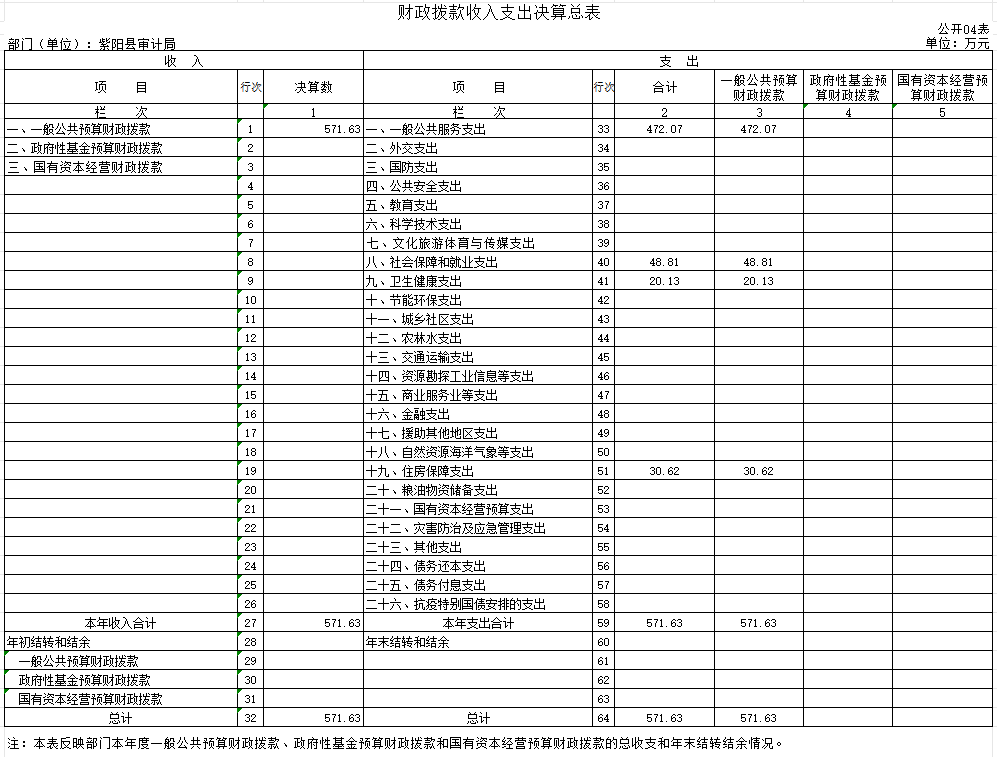 财政拨款收入支出决算总表
公开04表
部门（单位）：紫阳县审计局 单位：万元
收 入 支 出
项 目 行次 决算数 项 目 行次 合计 一般公共预算财政拨款 政府性基金预算财政拨款 国有资本经营预算财政拨款
栏 次 1 栏 次 2 3 4 5
一、一般公共预算财政拨款 1 571.63 一、一般公共服务支出 33 472.07 472.07
二、政府性基金预算财政拨款 2 二、外交支出 34
三、国有资本经营财政拨款 3 三、国防支出 35
4 四、公共安全支出 36
5 五、教育支出 37
6 六、科学技术支出 38
7 七、文化旅游体育与传媒支出 39
8 八、社会保障和就业支出 40 48.81 48.81
9 九、卫生健康支出 41 20.13 20.13
10 十、节能环保支出 42
11 十一、城乡社区支出 43
12 十二、农林水支出 44
13 十三、交通运输支出 45
14 十四、资源勘探工业信息等支出 46
15 十五、商业服务业等支出 47
16 十六、金融支出 48
17 十七、援助其他地区支出 49
18 十八、自然资源海洋气象等支出 50
19 十九、住房保障支出 51 30.62 30.62
20 二十、粮油物资储备支出 52
21 二十一、国有资本经营预算支出 53
22 二十二、灾害防治及应急管理支出 54
23 二十三、其他支出 55
24 二十四、债务还本支出 56
25 二十五、债务付息支出 57
26 二十六、抗疫特别国债安排的支出 58
本年收入合计 27 571.63 本年支出合计 59 571.63 571.63
年初结转和结余 28 年末结转和结余 60
一般公共预算财政拨款 29 61
政府性基金预算财政拨款 30 62
国有资本经营预算财政拨款 31 63
总计 32 571.63 总计 64 571.63 571.63
注：本表反映部门本年度一般公共预算财政拨款、政府性基金预算财政拨款和国有资本经营预算财政拨款的总收支和年末结转结余情况。